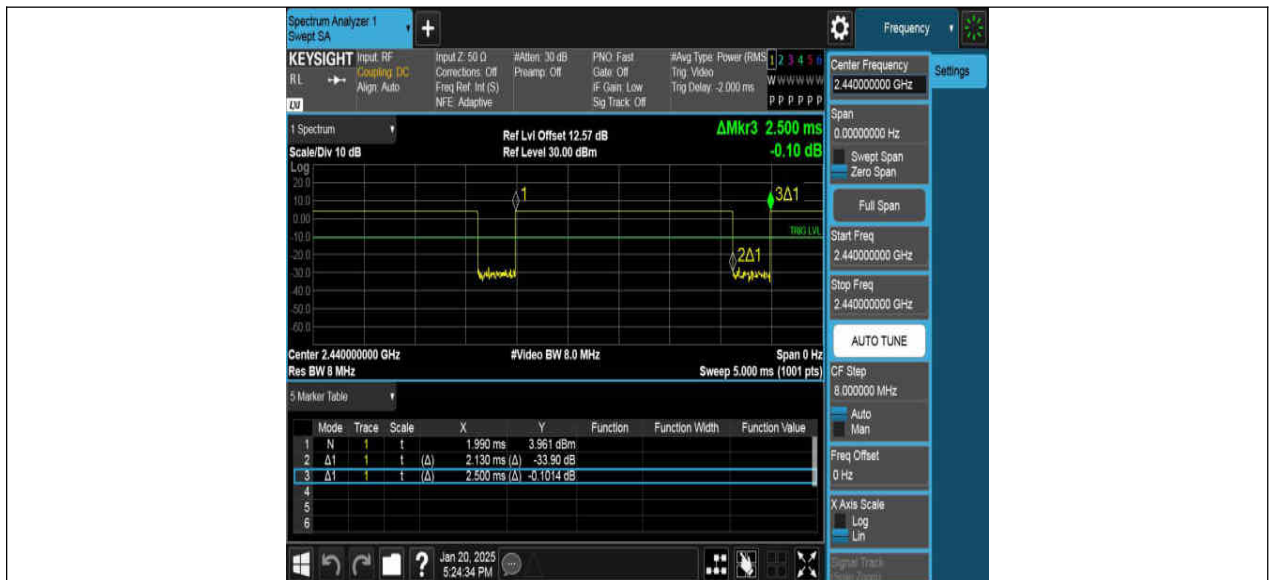 Spectrum Analyzer 1
Swept SA
Frequency
KEYSIGHT
RL
LXI
Input: RF
Coupling: DC
Align: Auto
Input Z: 50 Ω
Corrections: Off
Freq Ref: Int (S)
NFE: Adaptive
#Atten: 30 dB
Preamp: Off
PNO: Fast
Gate: Off
IF Gain: Low
Sig Track: Off
#Avg Type: Power (RMS
Trig: Video
Trig Delay: -2.000 ms
1 2 3 4 5 6
W W W W W W
P P P P P P
Center Frequency
2.440000000 GHz
Settings
1 Spectrum
Scale/Div 10 dB
Ref Lvl Offset 12.57 dB
Ref Level 30.00 dBm
ΔMkr3 2.500 ms
-0.10 dB
Span
0.00000000 Hz
Swept Span
Zero Span
Log
20.0
10.0
0.00
-10.0
-20.0
-30.0
-40.0
-50.0
-60.0
1
3Δ1
2Δ1
TRIG LVL
Full Span
Start Freq
2.440000000 GHz
Stop Freq
2.440000000 GHz
AUTO TUNE
Center 2.440000000 GHz
#Video BW 8.0 MHz
Span 0 Hz
Res BW 8 MHz
Sweep 5.000 ms (1001 pts)
CF Step
8.000000 MHz
Auto
Man
5 Marker Table
Mode Trace Scale X Y Function Function Width Function Value
1 N 1 t 1.990 ms 3.961 dBm
2 Δ1 1 t (Δ) 2.130 ms (Δ) -33.90 dB
3 Δ1 1 t (Δ) 2.500 ms (Δ) -0.1014 dB
4
5
6
Freq Offset
0 Hz
X Axis Scale
Log
Lin
Signal Track
(Span Zoom)
?
Jan 20, 2025
5:24:34 PM